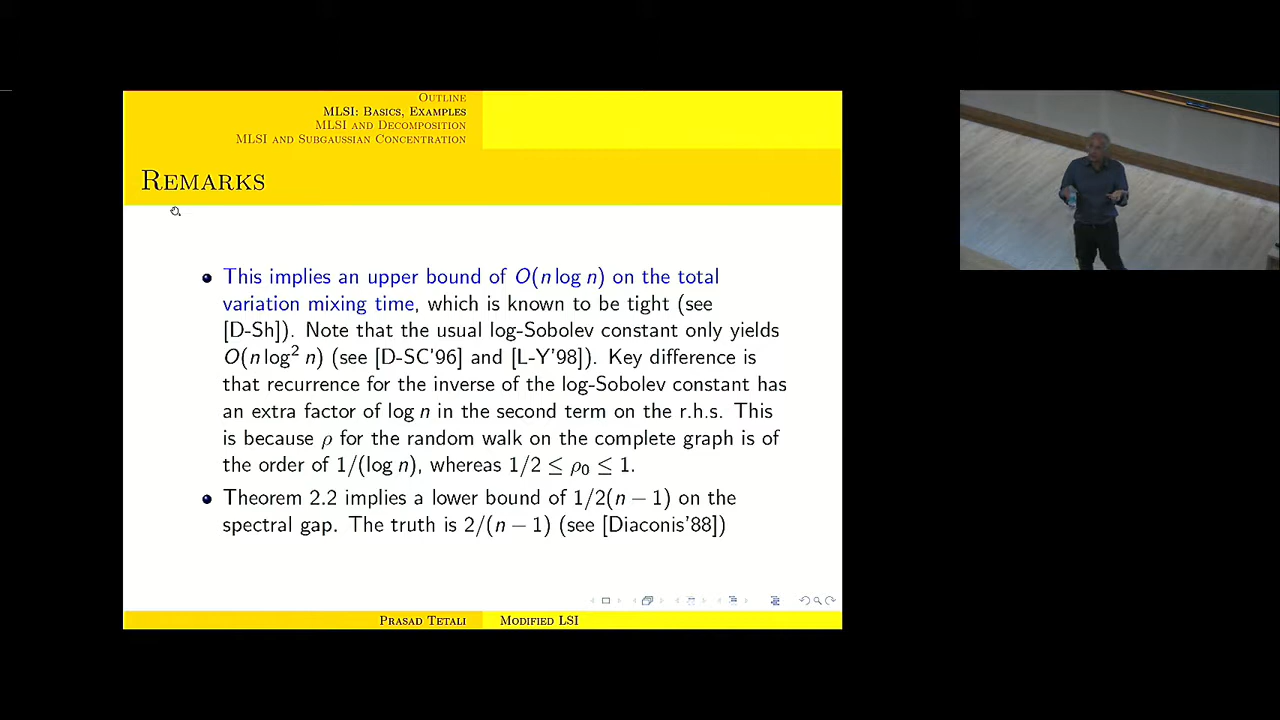 OUTLINE
MLSI: BASICS, EXAMPLES
MLSI AND DECOMPOSITION
MLSI AND SUBGAUSSIAN CONCENTRATION
REMARKS
This implies an upper bound of O(n log n) on the total
variation mixing time, which is known to be tight (see
[D-Sh]). Note that the usual log-Sobolev constant only yields
O(n log² n) (see [D-SC'96] and [L-Y'98]). Key difference is
that recurrence for the inverse of the log-Sobolev constant has
an extra factor of log n in the second term on the r.h.s. This
is because ρ for the random walk on the complete graph is of
the order of 1/(log n), whereas 1/2 ≤ ρ₀ ≤ 1.
Theorem 2.2 implies a lower bound of 1/2(n − 1) on the
spectral gap. The truth is 2/(n − 1) (see [Diaconis'88])
PRASAD TETALI MODIFIED LSI